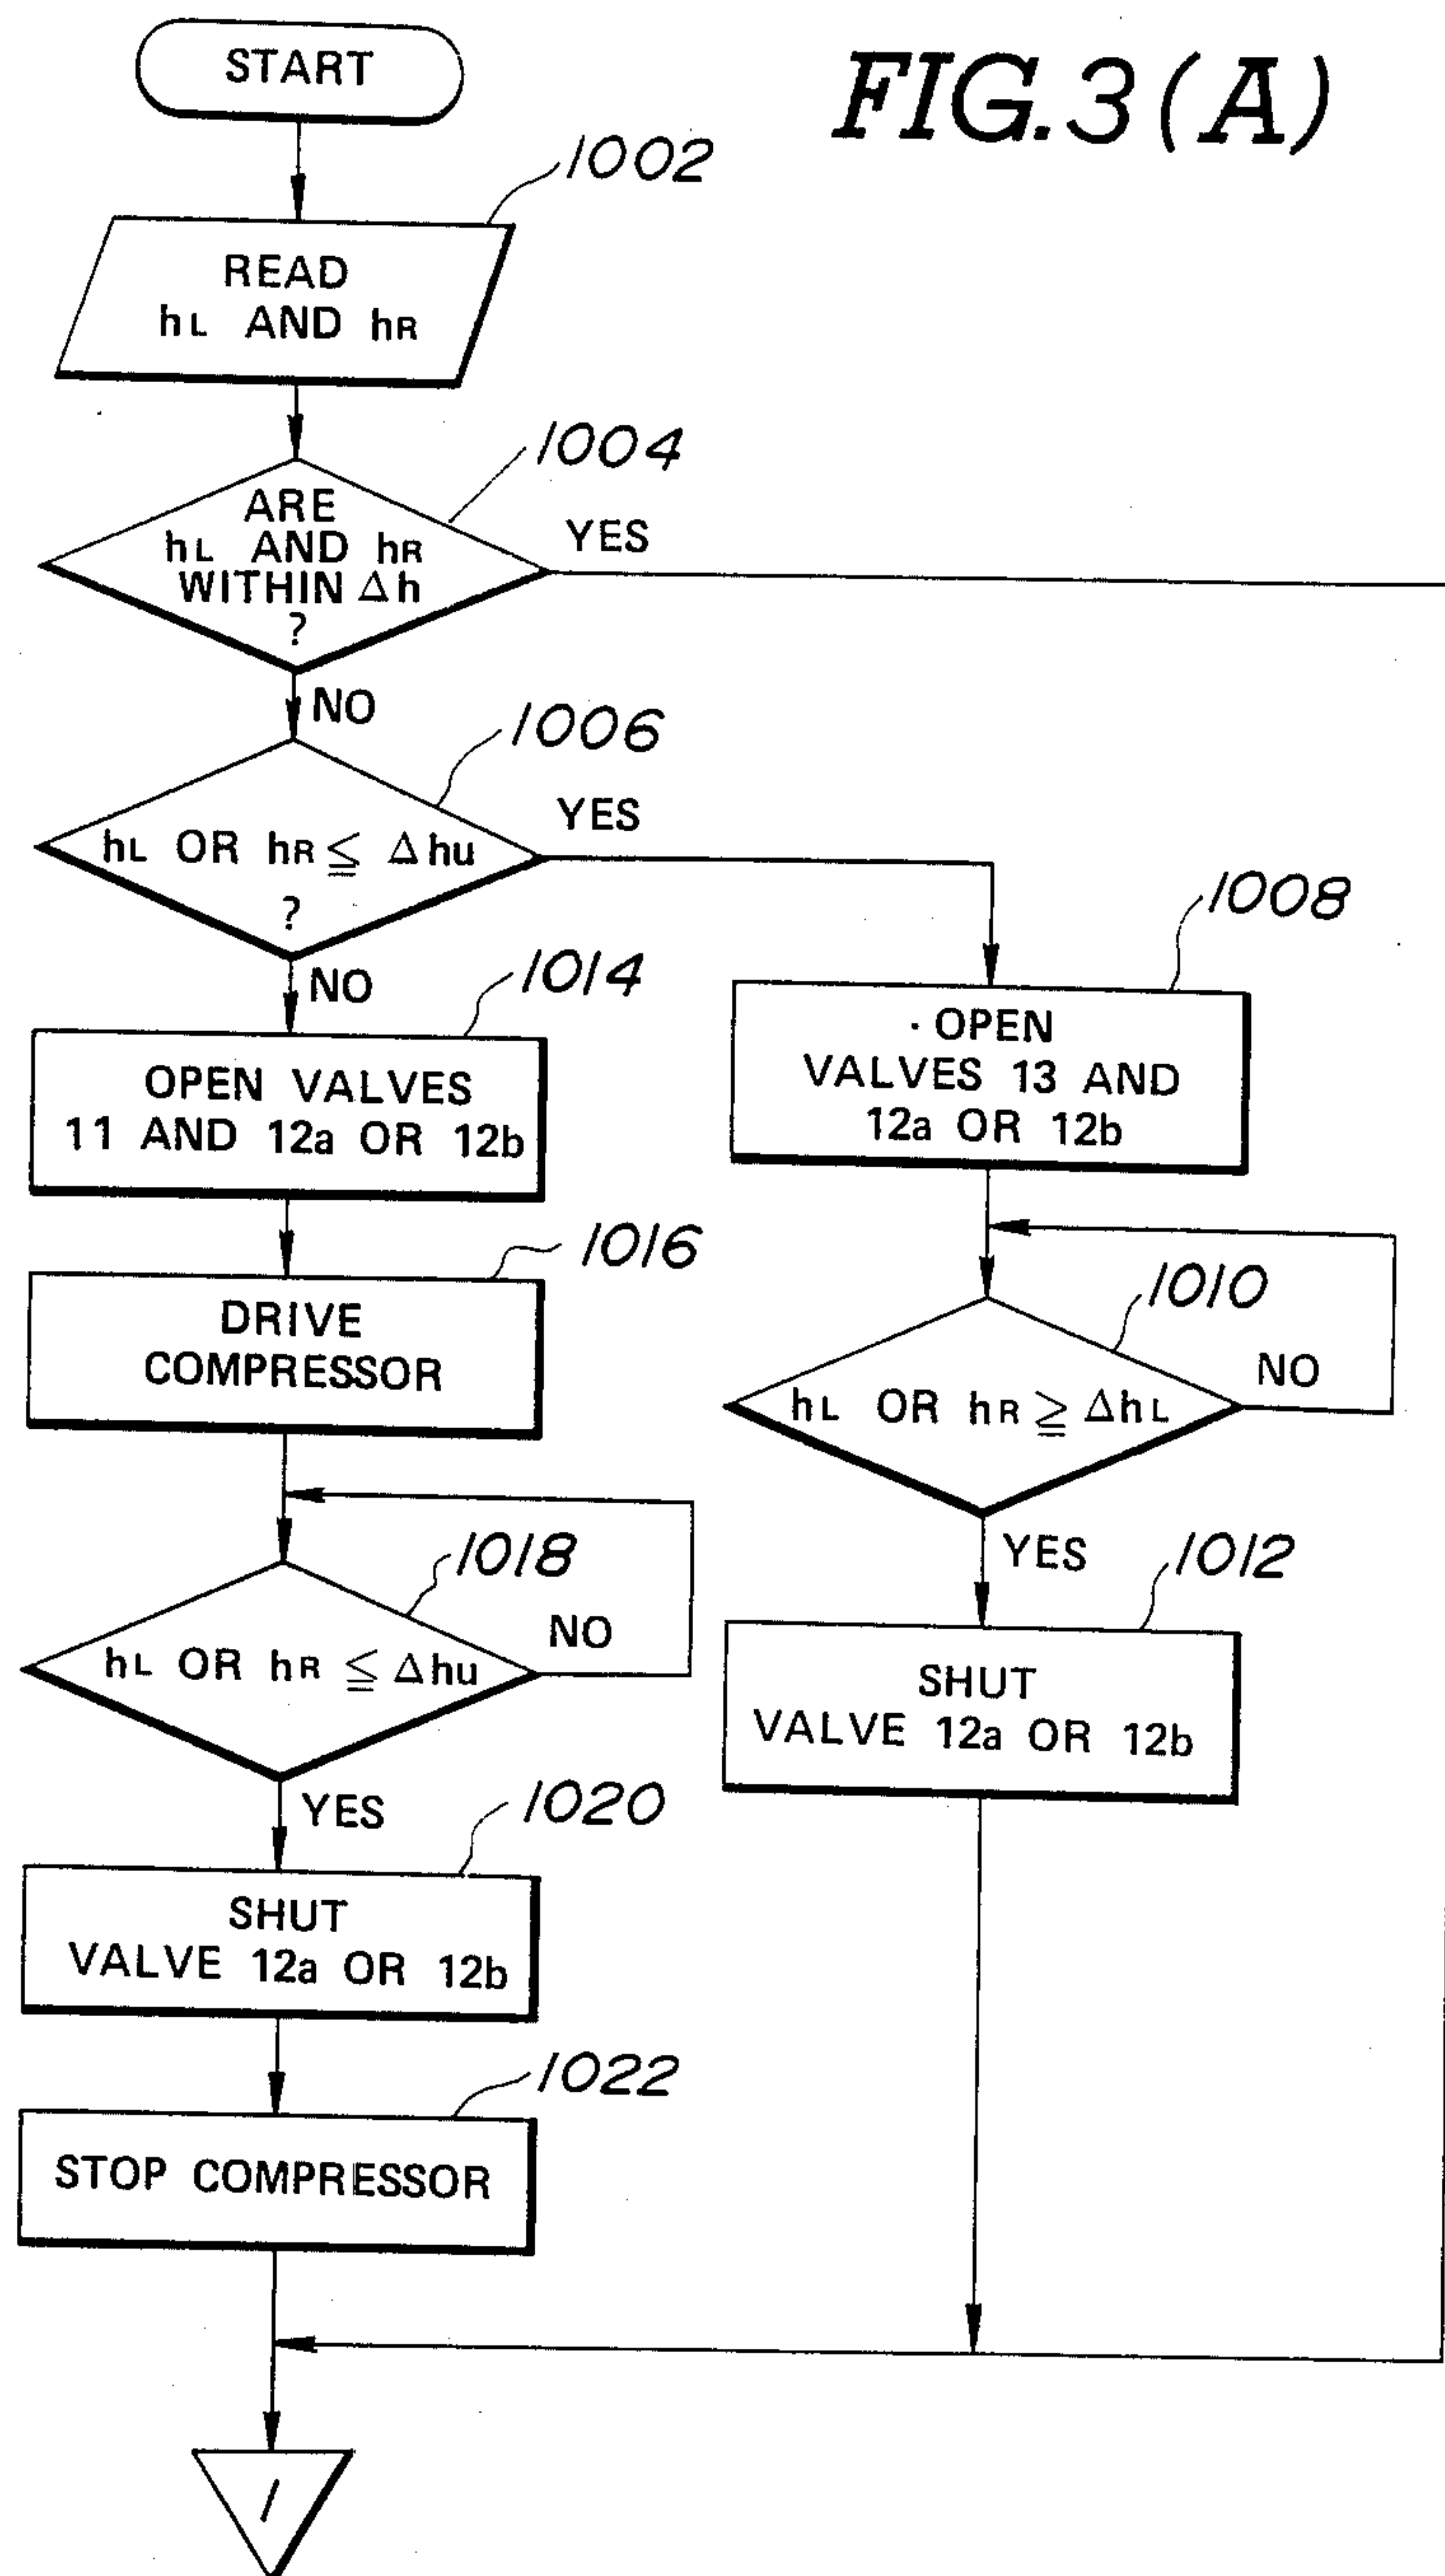 START
FIG.3(A)
1002
READ
hL AND hR
1004
ARE
hL AND hR
WITHIN Δh
?
YES
NO
1006
hL OR hR ≦ Δhu
?
YES
NO
1008
· OPEN
VALVES 13 AND
12a OR 12b
1014
OPEN VALVES
11 AND 12a OR 12b
1016
DRIVE
COMPRESSOR
1010
hL OR hR ≧ ΔhL
NO
YES
1018
hL OR hR ≦ Δhu
NO
YES
1012
SHUT
VALVE 12a OR 12b
1020
SHUT
VALVE 12a OR 12b
1022
STOP COMPRESSOR
1